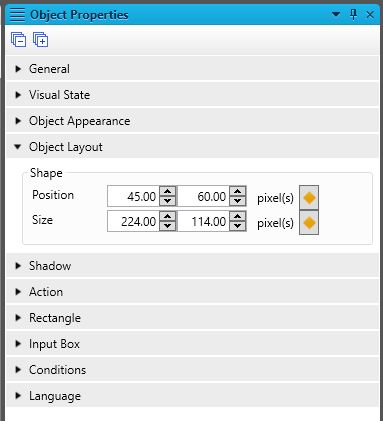 Object Properties
General
Visual State
Object Appearance
Object Layout
Shape
Position 45.00 60.00 pixel(s)
Size 224.00 114.00 pixel(s)
Shadow
Action
Rectangle
Input Box
Conditions
Language